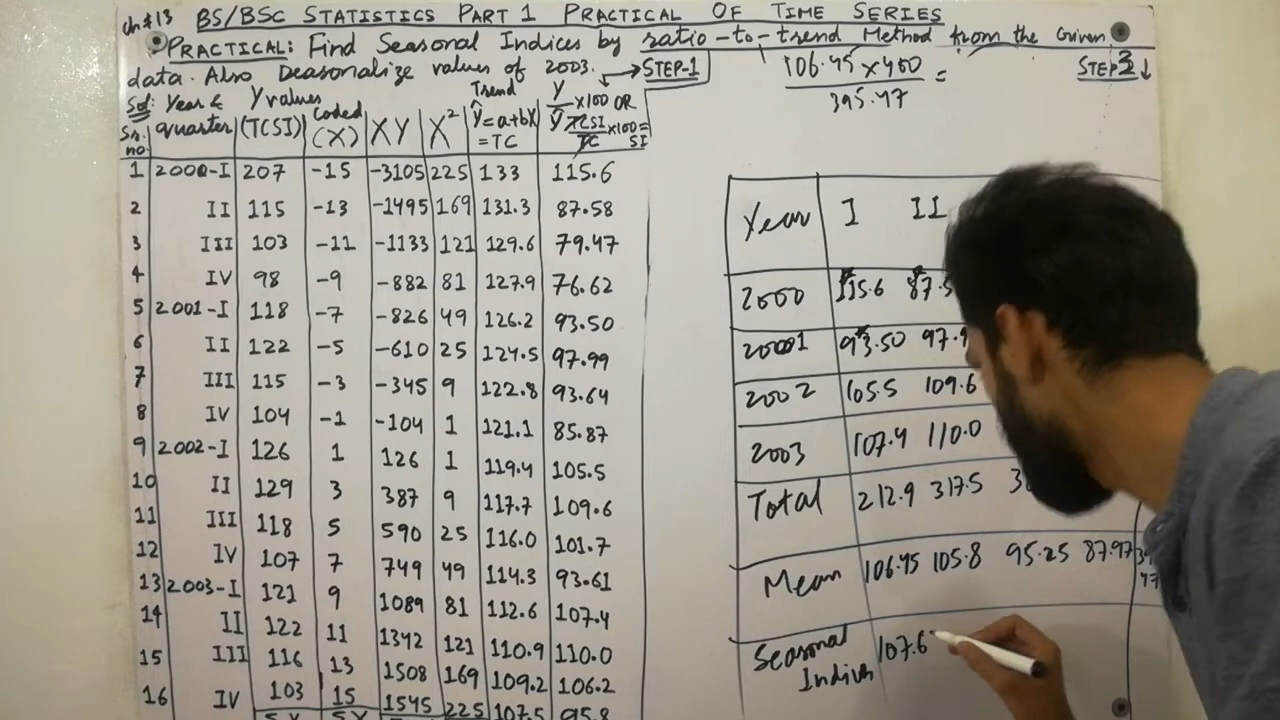 ch # 13 BS/BSC STATISTICS PART 1 PRACTICAL OF TIME SERIES
PRACTICAL: Find Seasonal Indices by ratio-to-trend Method from the Given
data. Also Deasonalize values of 2003. → STEP-1
106.45 × 400 =
395.47
STEP 3 ↓
Sol: Year & Y values Trend Y/Ŷ ×100 OR
Sr. no. quarter (TCSI) Coded (X) XY X² Ŷ=a+bX =TC TCSI/TC ×100= SI
1 2000-I 207 -15 -3105 225 133 115.6
2 II 115 -13 -1495 169 131.3 87.58
3 III 103 -11 -1133 121 129.6 79.47
4 IV 98 -9 -882 81 127.9 76.62
5 2001-I 118 -7 -826 49 126.2 93.50
6 II 122 -5 -610 25 124.5 97.99
7 III 115 -3 -345 9 122.8 93.64
8 IV 104 -1 -104 1 121.1 85.87
9 2002-I 126 1 126 1 119.4 105.5
10 II 129 3 387 9 117.7 109.6
11 III 118 5 590 25 116.0 101.7
12 IV 107 7 749 49 114.3 93.61
13 2003-I 121 9 1089 81 112.6 107.4
14 II 122 11 1342 121 110.9 110.0
15 III 116 13 1508 169 109.2 106.2
16 IV 103 15 1545 225 107.5 95.8
Year I II
2000 115.6 87.5
20001 93.50 97.9
2002 105.5 109.6
2003 107.4 110.0
Total 212.9 317.5
Mean 106.45 105.8 95.25 87.97
Seasonal 107.6
Indices